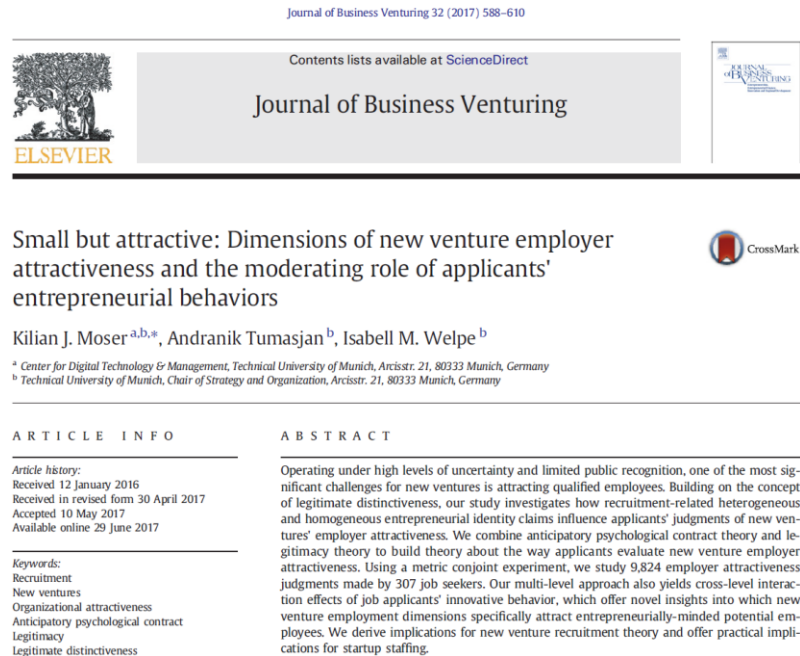 Journal of Business Venturing 32 (2017) 588–610
Contents lists available at ScienceDirect
Journal of Business Venturing
ELSEVIER
JOURNAL
of BUSINESS
VENTURING
Small but attractive: Dimensions of new venture employer
attractiveness and the moderating role of applicants'
entrepreneurial behaviors
CrossMark
Kilian J. Moser a,b,*, Andranik Tumasjan b, Isabell M. Welpe b
a Center for Digital Technology & Management, Technical University of Munich, Arcisstr. 21, 80333 Munich, Germany
b Technical University of Munich, Chair of Strategy and Organization, Arcisstr. 21, 80333 Munich, Germany
ARTICLE INFO
Article history:
Received 12 January 2016
Received in revised form 30 April 2017
Accepted 10 May 2017
Available online 29 June 2017
Keywords:
Recruitment
New ventures
Organizational attractiveness
Anticipatory psychological contract
Legitimacy
Legitimate distinctiveness
ABSTRACT
Operating under high levels of uncertainty and limited public recognition, one of the most sig-
nificant challenges for new ventures is attracting qualified employees. Building on the concept
of legitimate distinctiveness, our study investigates how recruitment-related heterogeneous
and homogeneous entrepreneurial identity claims influence applicants' judgments of new ven-
tures' employer attractiveness. We combine anticipatory psychological contract theory and le-
gitimacy theory to build theory about the way applicants evaluate new venture employer
attractiveness. Using a metric conjoint experiment, we study 9,824 employer attractiveness
judgments made by 307 job seekers. Our multi-level approach also yields cross-level interac-
tion effects of job applicants' innovative behavior, which offer novel insights into which new
venture employment dimensions specifically attract entrepreneurially-minded potential em-
ployees. We derive implications for new venture recruitment theory and offer practical impli-
cations for startup staffing.